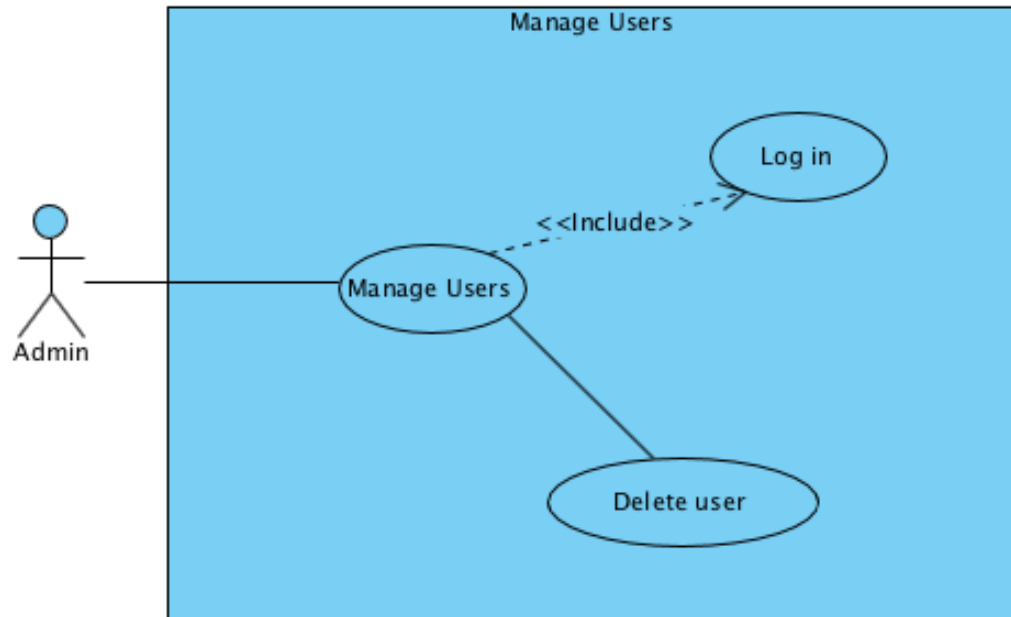 Manage Users
Log in
<<Include>>
Manage Users
Admin
Delete user